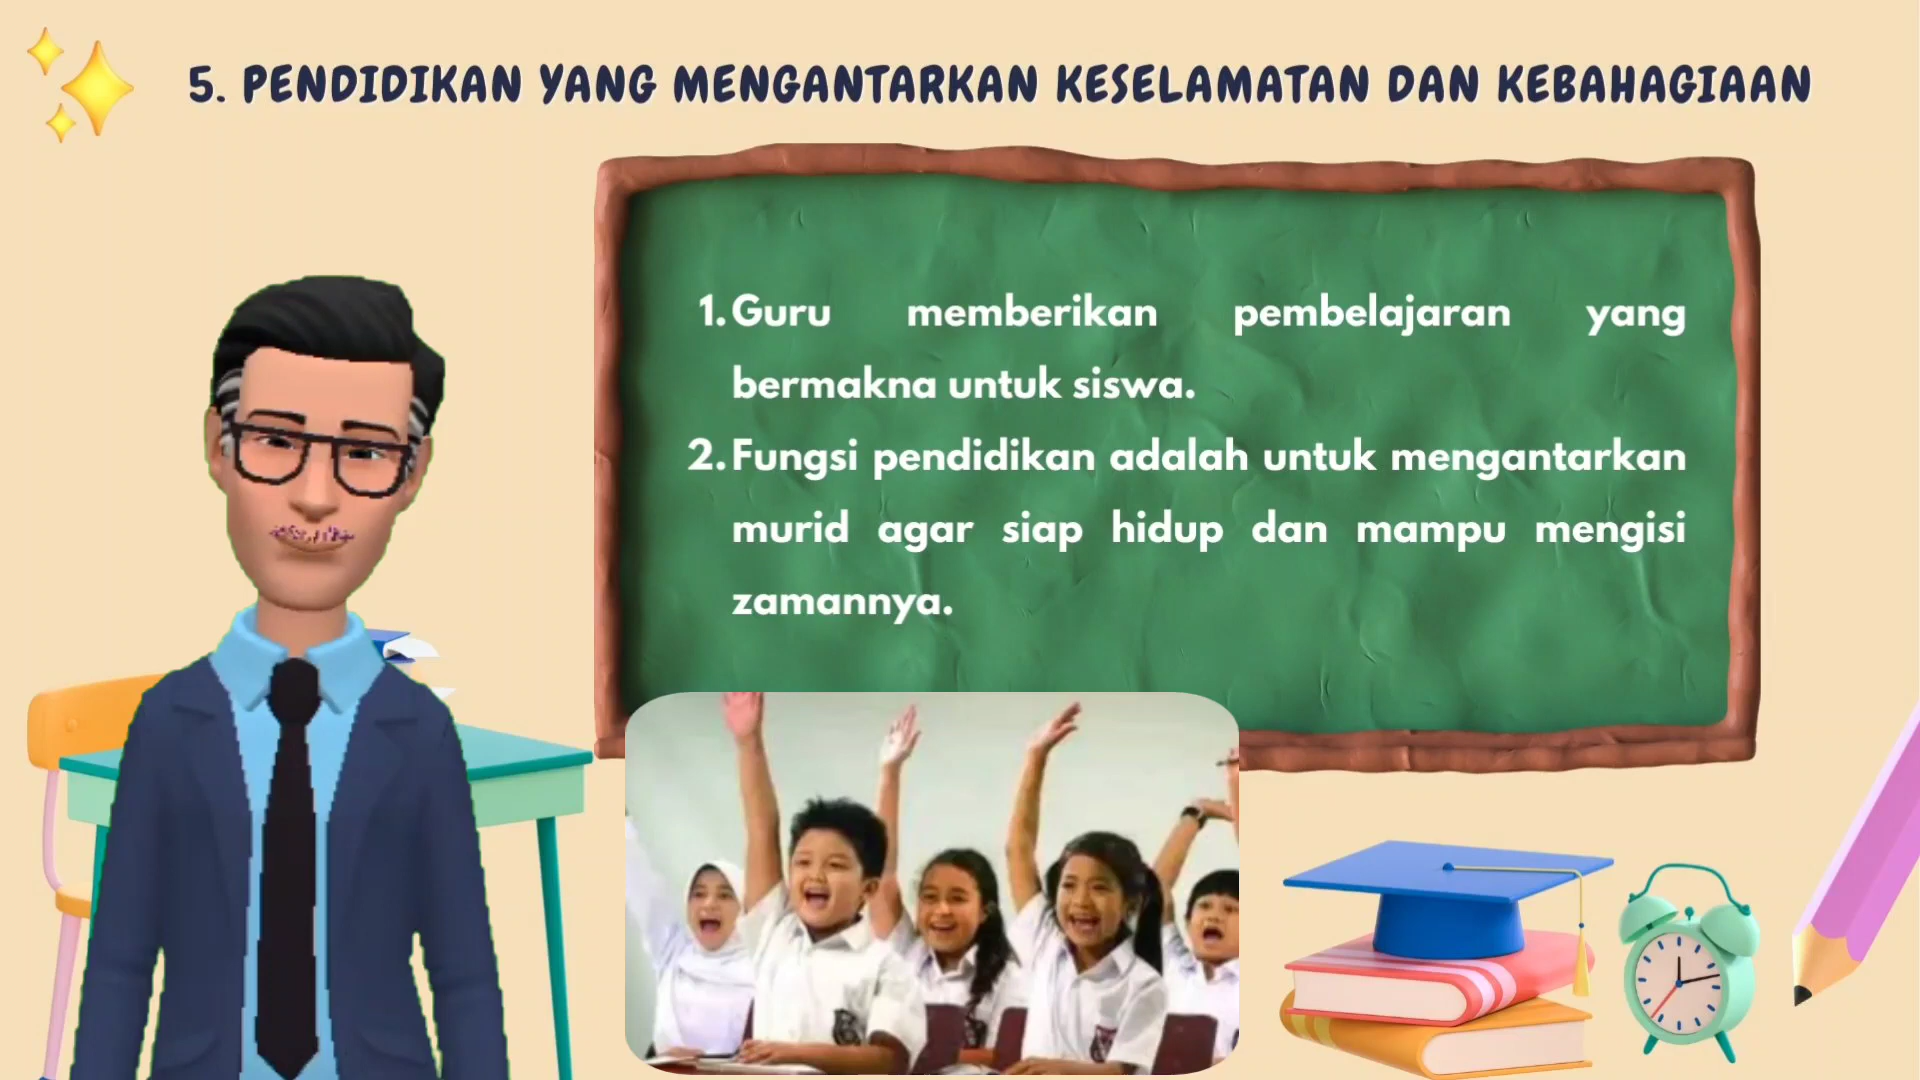 5. PENDIDIKAN YANG MENGANTARKAN KESELAMATAN DAN KEBAHAGIAAN
1. Guru memberikan pembelajaran yang
bermakna untuk siswa.
2. Fungsi pendidikan adalah untuk mengantarkan
murid agar siap hidup dan mampu mengisi
zamannya.